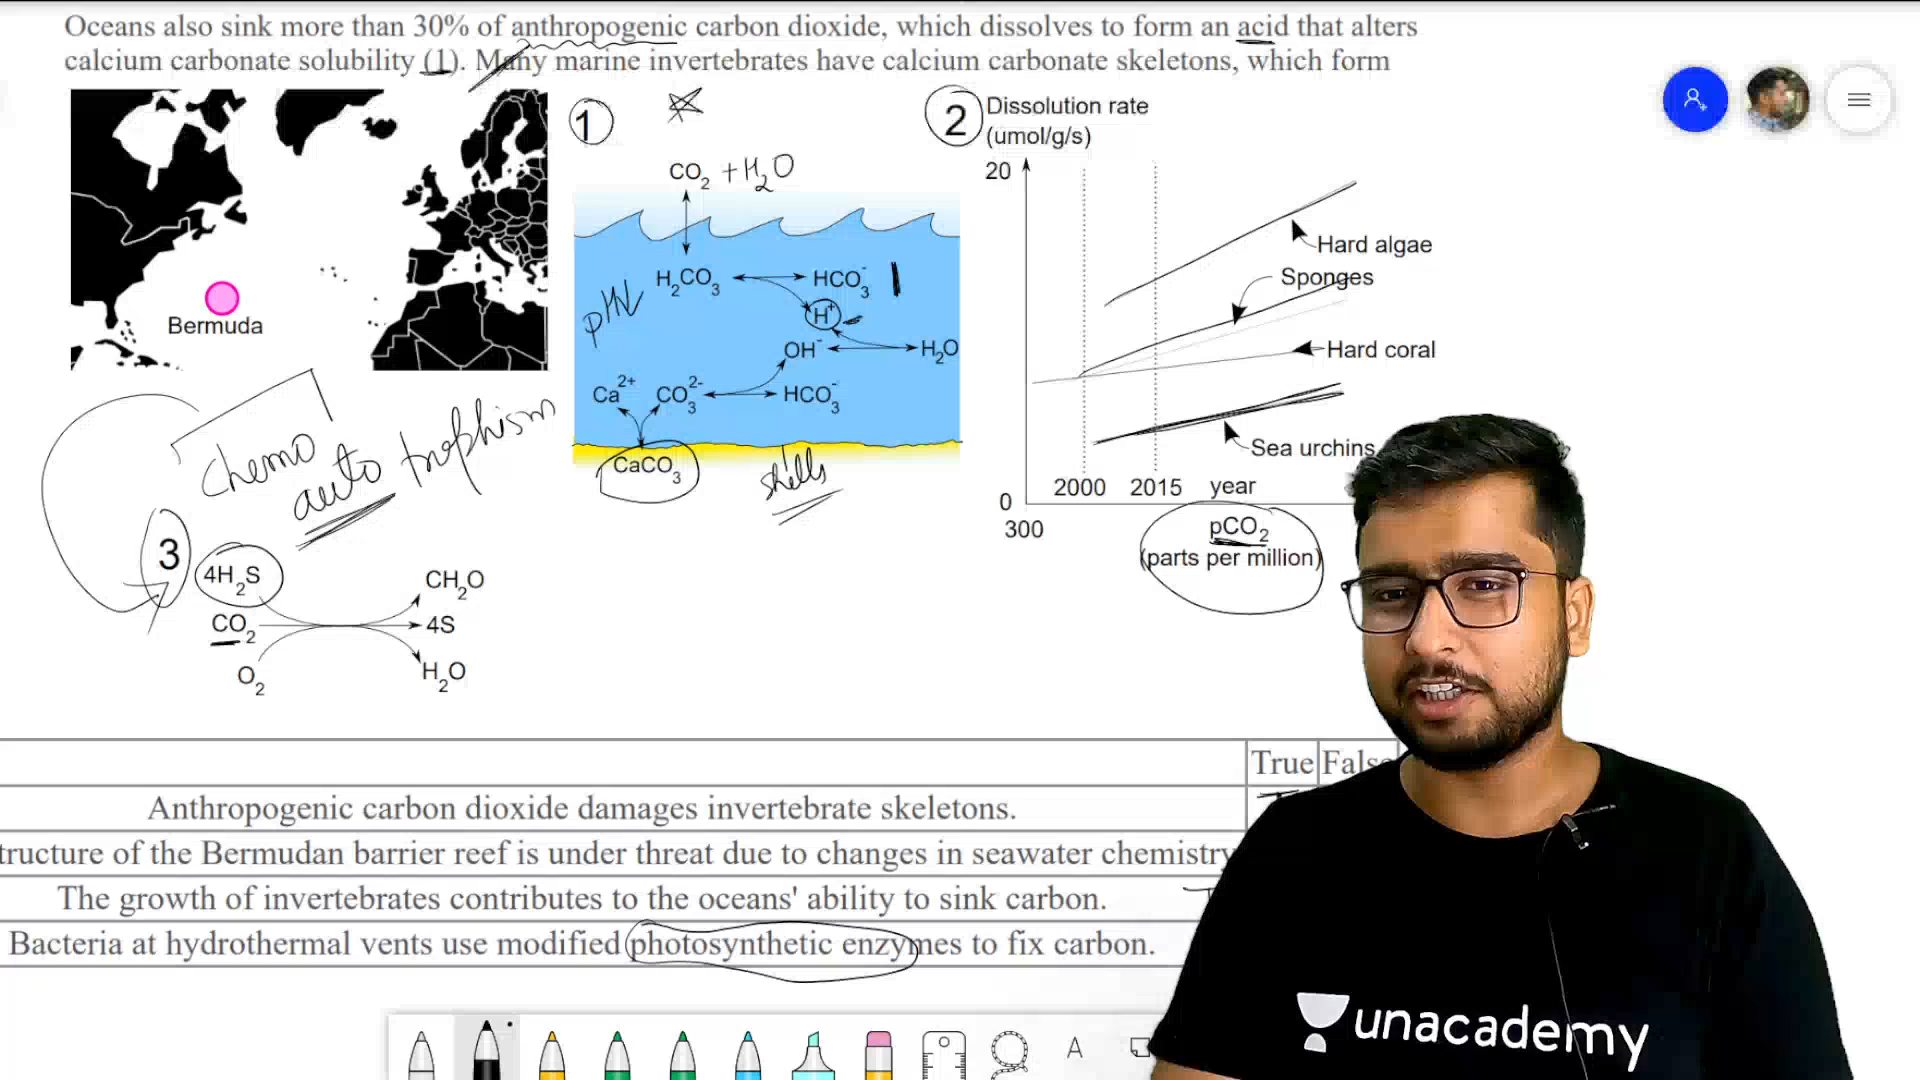 Oceans also sink more than 30% of anthropogenic carbon dioxide, which dissolves to form an acid that alters
calcium carbonate solubility (1). Many marine invertebrates have calcium carbonate skeletons, which form
Bermuda
1
CO2 + H2O
H2CO3
HCO3-
H+
pH↓
OH-
H2O
Ca2+
CO3 2-
HCO3-
CaCO3
shells
2
Dissolution rate
(umol/g/s)
20
Hard algae
Sponges
Hard coral
Sea urchins
2000 2015 year
0
300
pCO2
(parts per million)
chemo
auto trophism
3
4H2S
CO2
O2
CH2O
4S
H2O
True False
Anthropogenic carbon dioxide damages invertebrate skeletons.
tructure of the Bermudan barrier reef is under threat due to changes in seawater chemistry
The growth of invertebrates contributes to the oceans' ability to sink carbon.
Bacteria at hydrothermal vents use modified photosynthetic enzymes to fix carbon.
A
unacademy